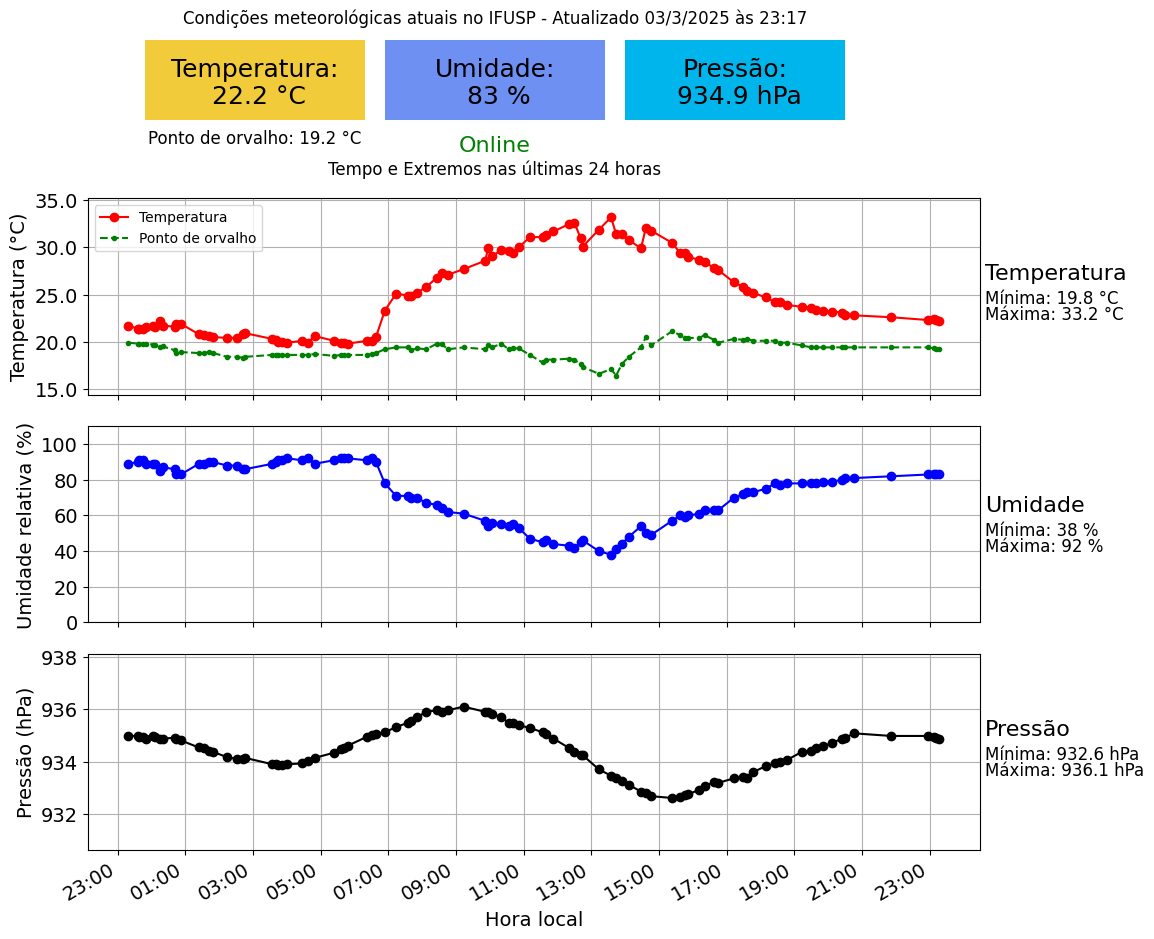 Condições meteorológicas atuais no IFUSP - Atualizado 03/3/2025 às 23:17
Temperatura:
22.2 °C
Umidade:
83 %
Pressão:
934.9 hPa
Ponto de orvalho: 19.2 °C
Online
Tempo e Extremos nas últimas 24 horas
Temperatura (°C)
35.0
30.0
25.0
20.0
15.0
Temperatura
Ponto de orvalho
Temperatura
Mínima: 19.8 °C
Máxima: 33.2 °C
Umidade relativa (%)
100
80
60
40
20
0
Umidade
Mínima: 38 %
Máxima: 92 %
Pressão (hPa)
938
936
934
932
Pressão
Mínima: 932.6 hPa
Máxima: 936.1 hPa
23:00 01:00 03:00 05:00 07:00 09:00 11:00 13:00 15:00 17:00 19:00 21:00 23:00
Hora local